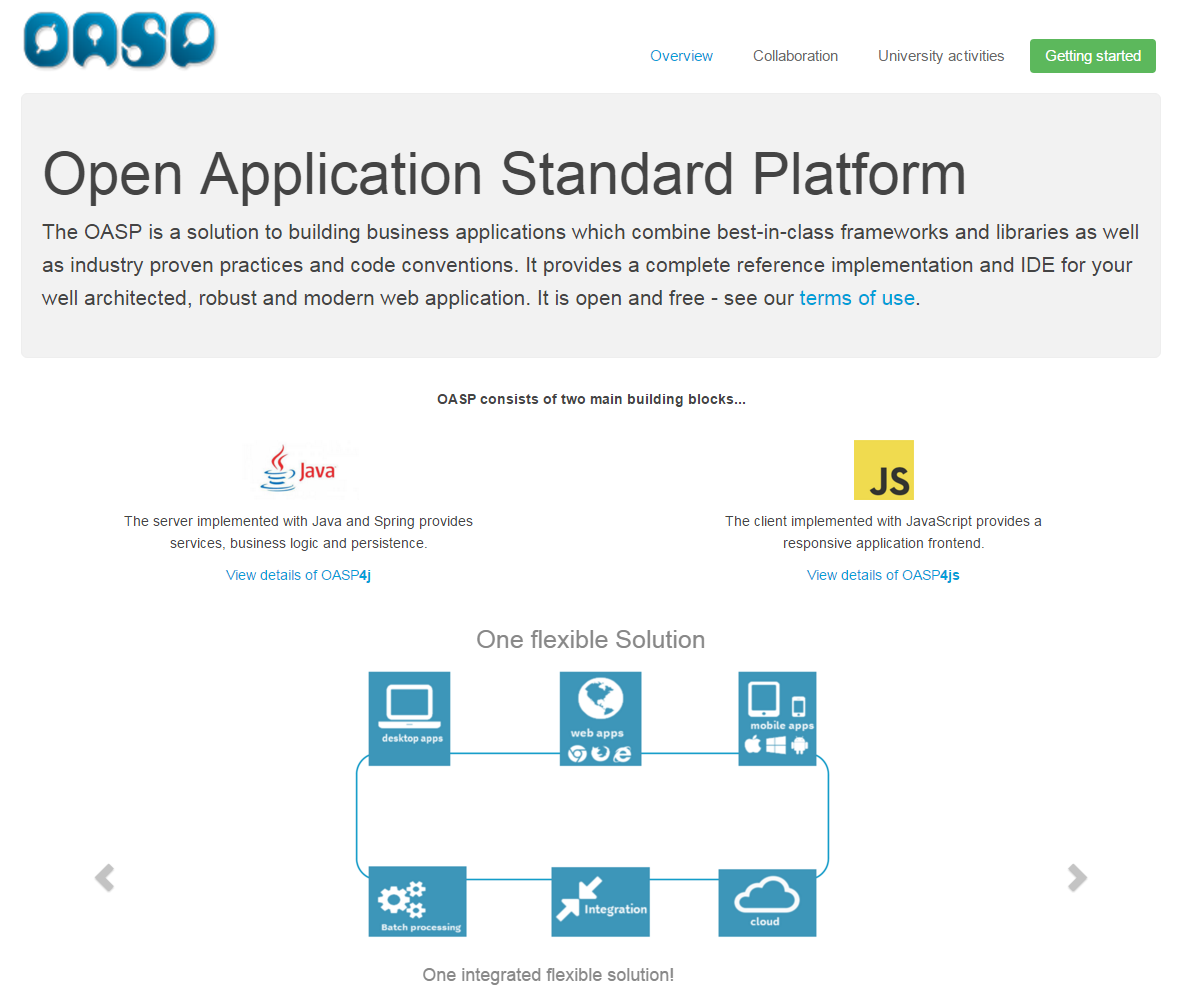 OASP
Overview Collaboration University activities Getting started
Open Application Standard Platform
The OASP is a solution to building business applications which combine best-in-class frameworks and libraries as well
as industry proven practices and code conventions. It provides a complete reference implementation and IDE for your
well architected, robust and modern web application. It is open and free - see our terms of use.
OASP consists of two main building blocks...
Java
The server implemented with Java and Spring provides
services, business logic and persistence.
View details of OASP4j
JS
The client implemented with JavaScript provides a
responsive application frontend.
View details of OASP4js
One flexible Solution
desktop apps
web apps
mobile apps
Batch processing
Integration
cloud
One integrated flexible solution!